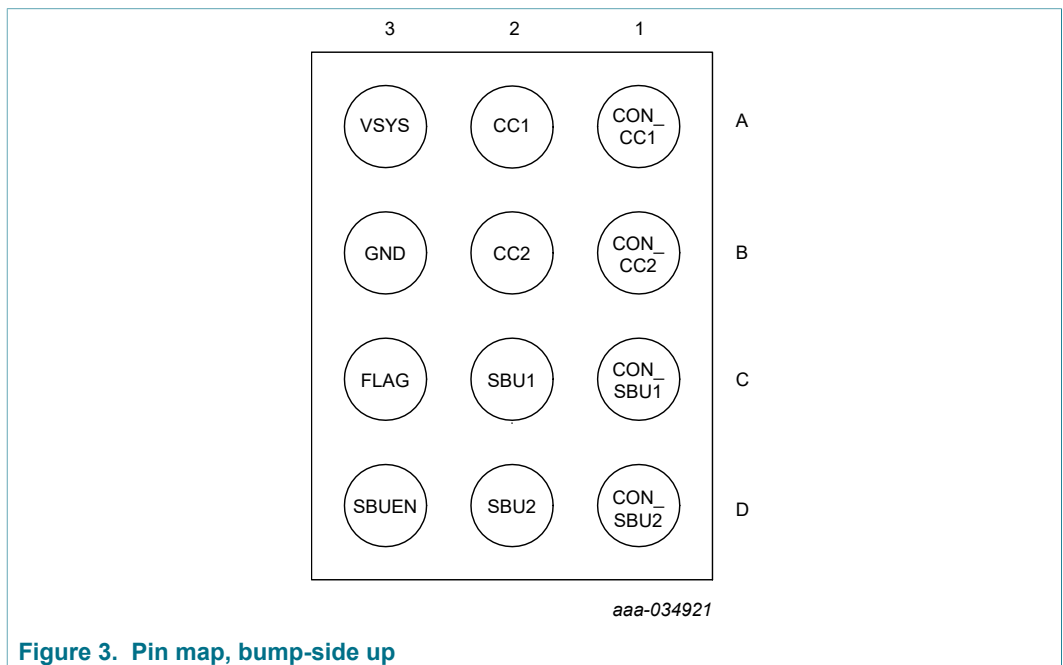 3 2 1
VSYS CC1 CON_
CC1 A
GND CC2 CON_
CC2 B
FLAG SBU1 CON_
SBU1 C
SBUEN SBU2 CON_
SBU2 D
aaa-034921
Figure 3. Pin map, bump-side up